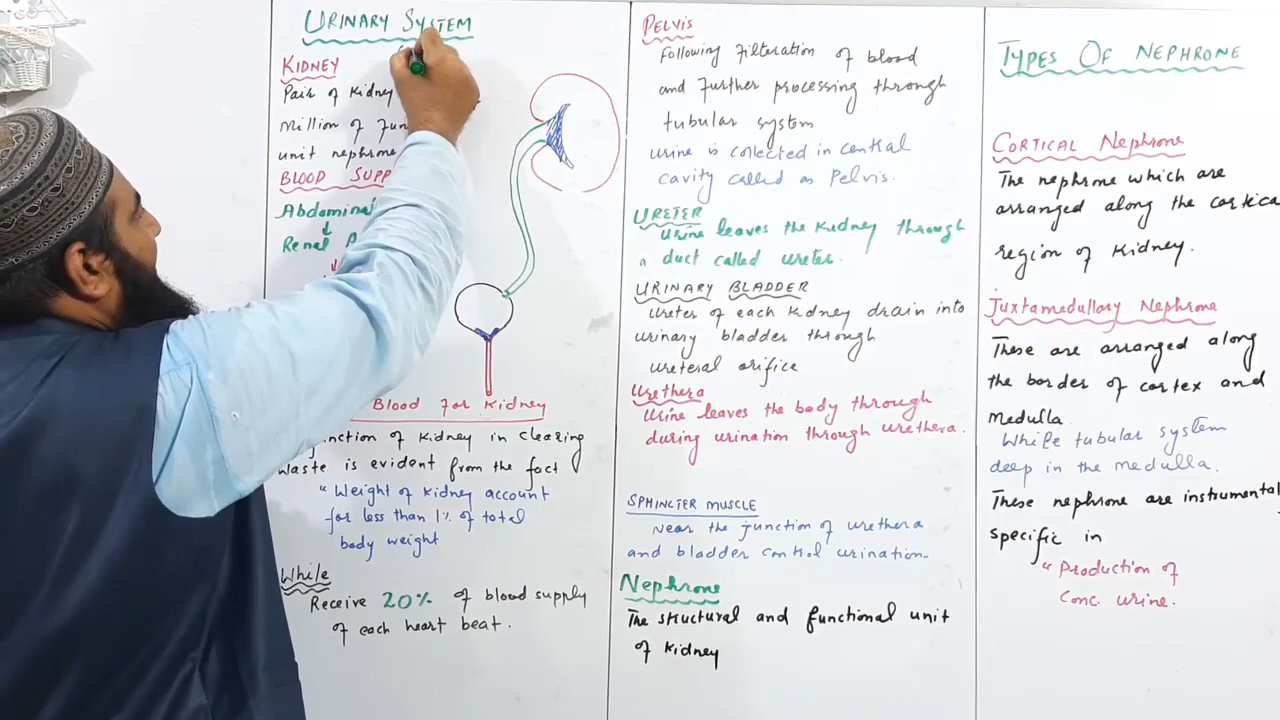 URINARY SYSTEM
KIDNEY
Pair of Kidney
Million of
unit nephrone
BLOOD SUPP
Abdominal
↓
Renal
↓
Blood For Kidney
of Kidney in clearing
waste is evident from the fact
"Weight of Kidney account
for less than 1% of total
body weight
While
Receive 20% of blood supply
of each heart beat.
PELVIS
Following Filteration of blood
and further processing through
tubular system
urine is collected in central
cavity called as Pelvis.
URETER
Urine leaves the Kidney through
a duct called ureter.
URINARY BLADDER
Ureter of each Kidney drain into
urinary bladder through
ureteral orifice
Urethera
Urine leaves the body through
during urination through urethera.
SPHINCTER MUSCLE
Near the junction of urethera
and bladder control urination-
Nephrone
The structural and functional unit
of Kidney
TYPES OF NEPHRONE
CORTICAL Nephrone
The nephrone which are
arranged along the cortica
region of Kidney.
Juxtamedullory Nephrone
These are arranged along
the border of cortex and
Medulla.
While tubular system
deep in the medulla.
These nephrone are instrumental
specific in
"Production of
Conc. urine.